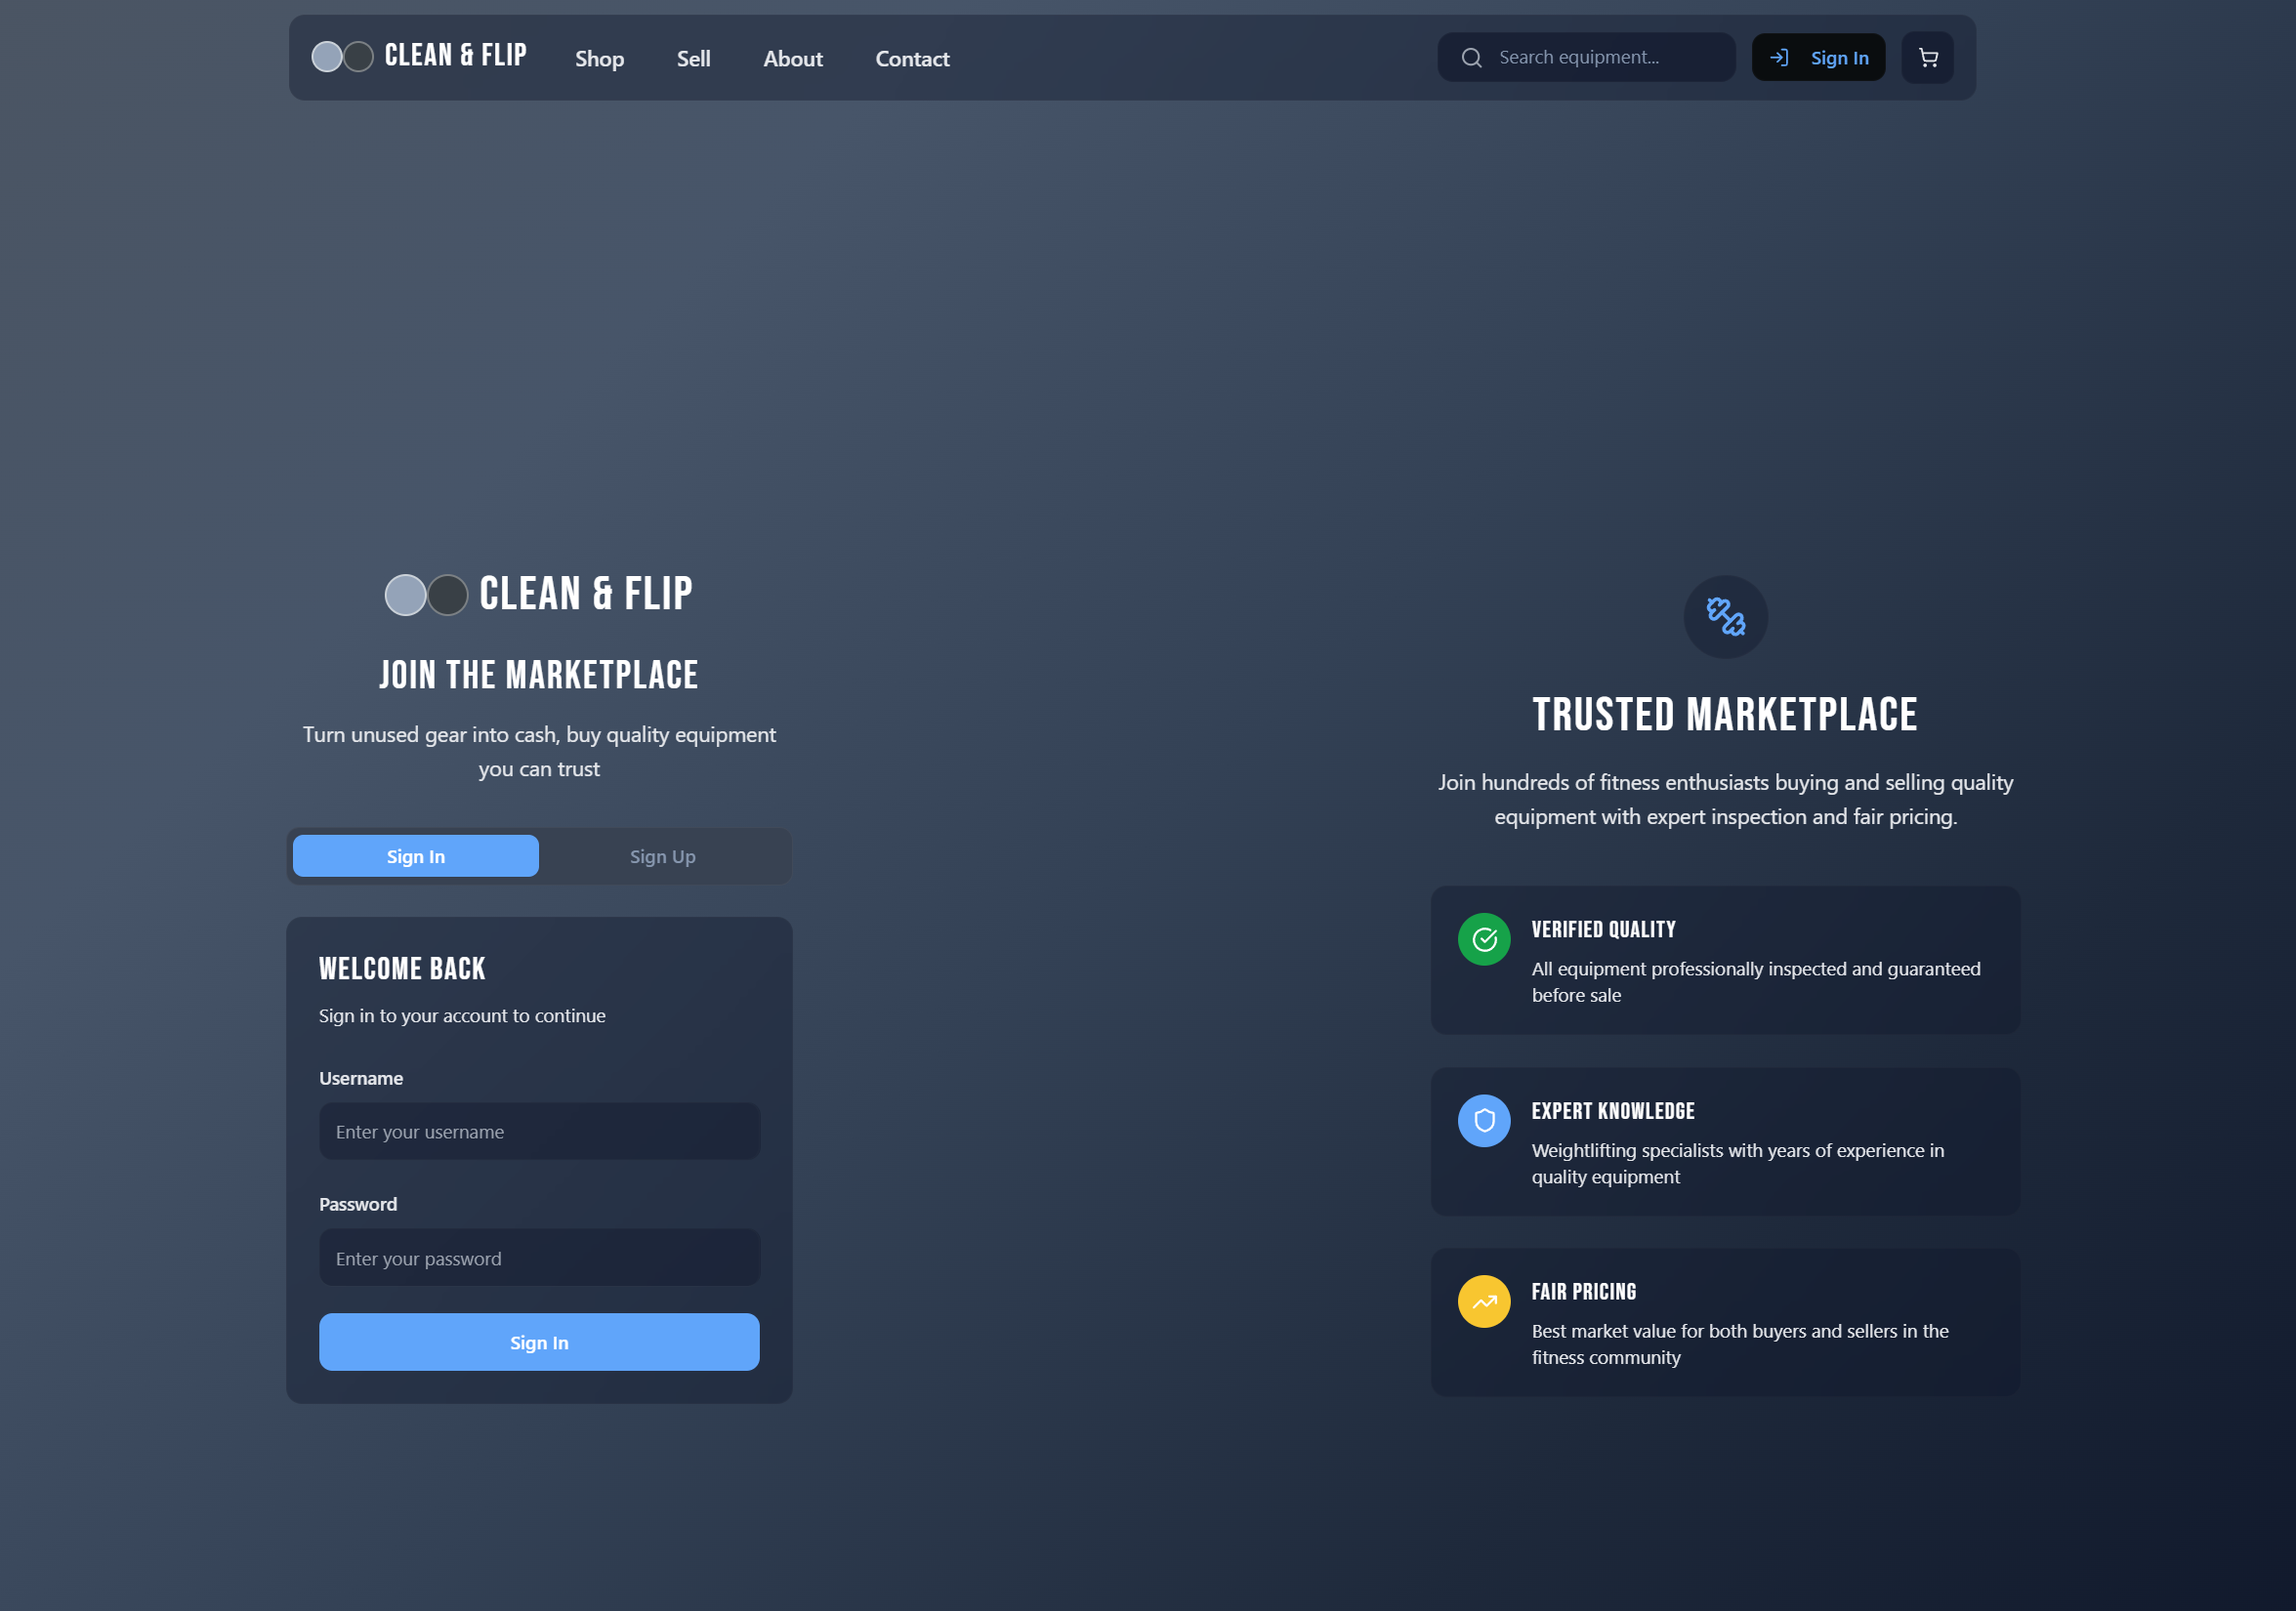 CLEAN & FLIP
Shop
Sell
About
Contact
Search equipment...
Sign In
CLEAN & FLIP
JOIN THE MARKETPLACE
Turn unused gear into cash, buy quality equipment
you can trust
Sign In
Sign Up
WELCOME BACK
Sign in to your account to continue
Username
Enter your username
Password
Enter your password
Sign In
TRUSTED MARKETPLACE
Join hundreds of fitness enthusiasts buying and selling quality
equipment with expert inspection and fair pricing.
VERIFIED QUALITY
All equipment professionally inspected and guaranteed
before sale
EXPERT KNOWLEDGE
Weightlifting specialists with years of experience in
quality equipment
FAIR PRICING
Best market value for both buyers and sellers in the
fitness community